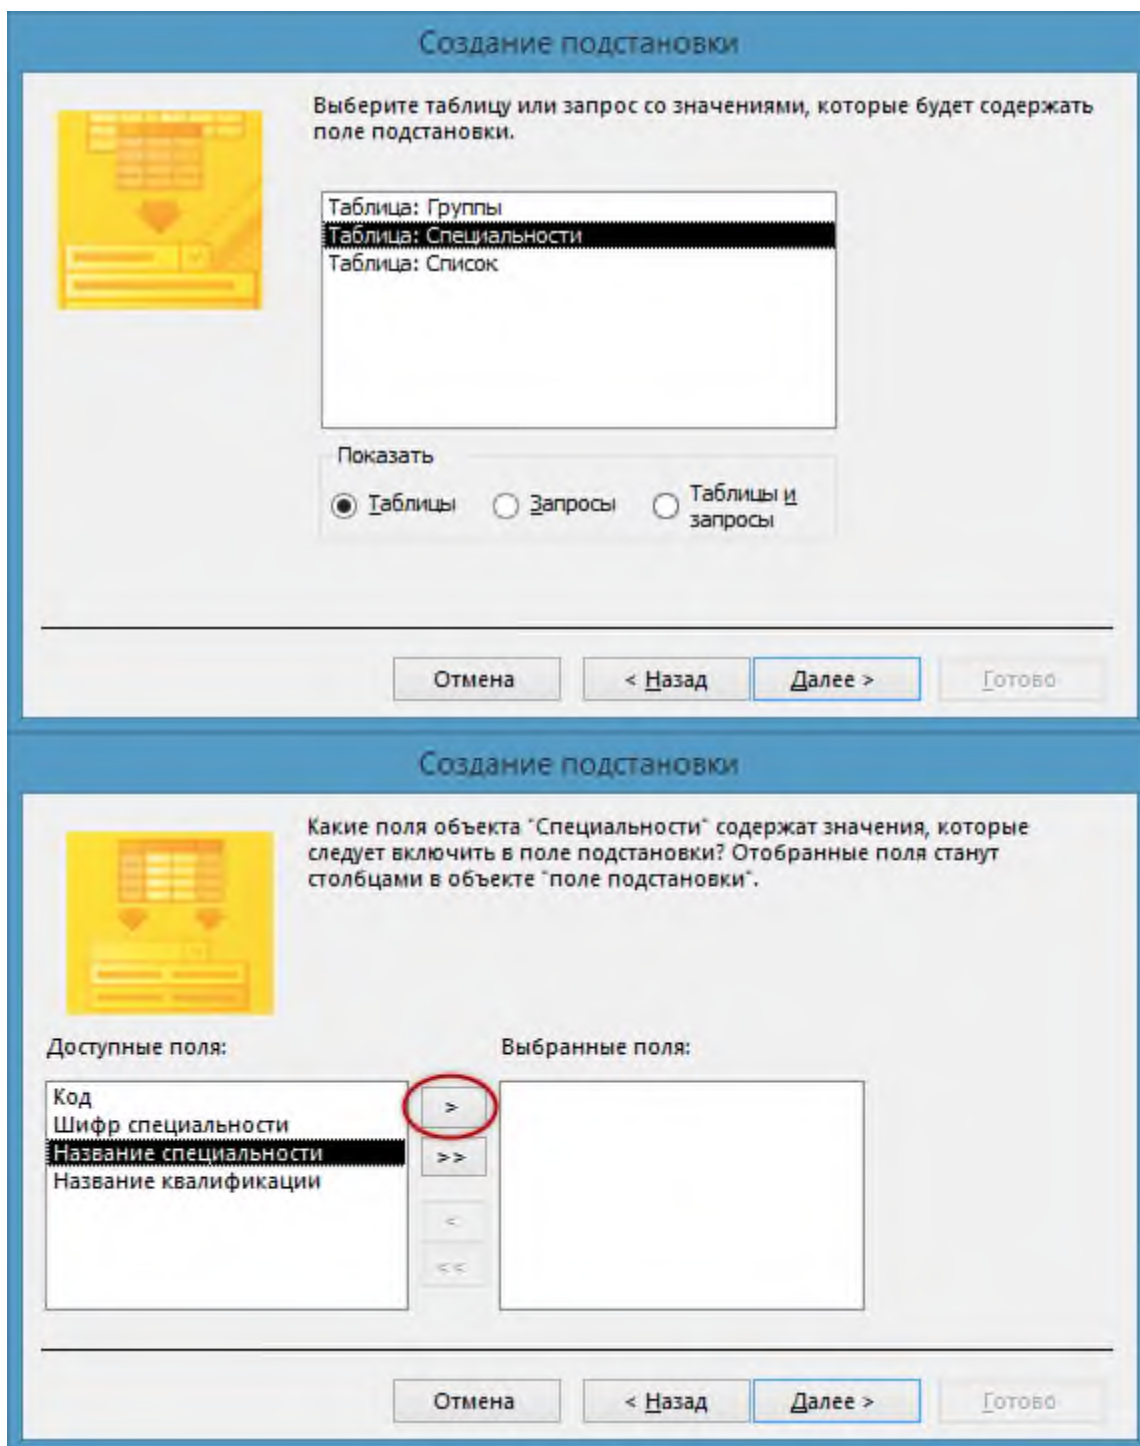 Создание подстановки
Выберите таблицу или запрос со значениями, которые будет содержать
поле подстановки.
Таблица: Группы
Таблица: Специальности
Таблица: Список
Показать
Таблицы
Запросы
Таблицы и
запросы
Отмена
< Назад
Далее >
Готово
Создание подстановки
Какие поля объекта "Специальности" содержат значения, которые
следует включить в поле подстановки? Отобранные поля станут
столбцами в объекте "поле подстановки".
Доступные поля:
Выбранные поля:
Код
Шифр специальности
Название специальности
Название квалификации
>
>>
<
<<
Отмена
< Назад
Далее >
Готово